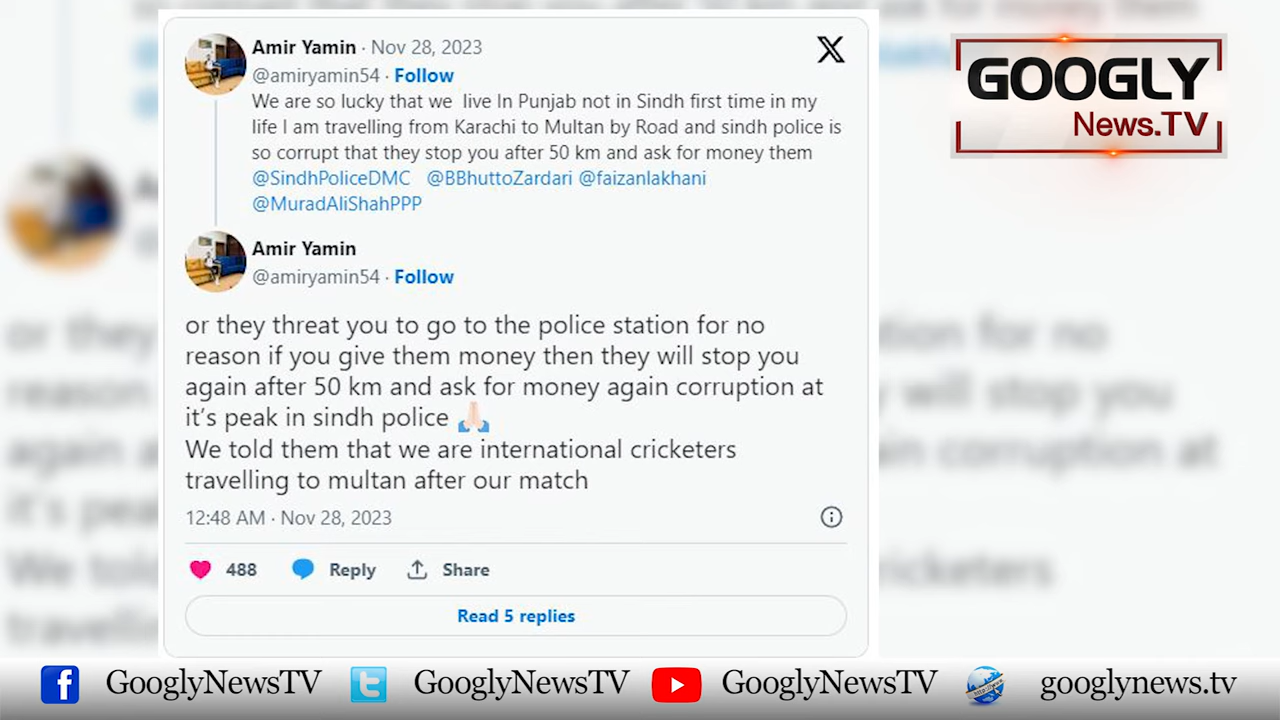 Amir Yamin · Nov 28, 2023
@amiryamin54 · Follow
We are so lucky that we live In Punjab not in Sindh first time in my
life I am travelling from Karachi to Multan by Road and sindh police is
so corrupt that they stop you after 50 km and ask for money them
@SindhPoliceDMC @BBhuttoZardari @faizanlakhani
@MuradAliShahPPP
Amir Yamin
@amiryamin54 · Follow
or they threat you to go to the police station for no
reason if you give them money then they will stop you
again after 50 km and ask for money again corruption at
it’s peak in sindh police 🙏🏻
We told them that we are international cricketers
travelling to multan after our match
12:48 AM · Nov 28, 2023
488 Reply Share
Read 5 replies
GOOGLY
News.TV
GooglyNewsTV GooglyNewsTV GooglyNewsTV googlynews.tv